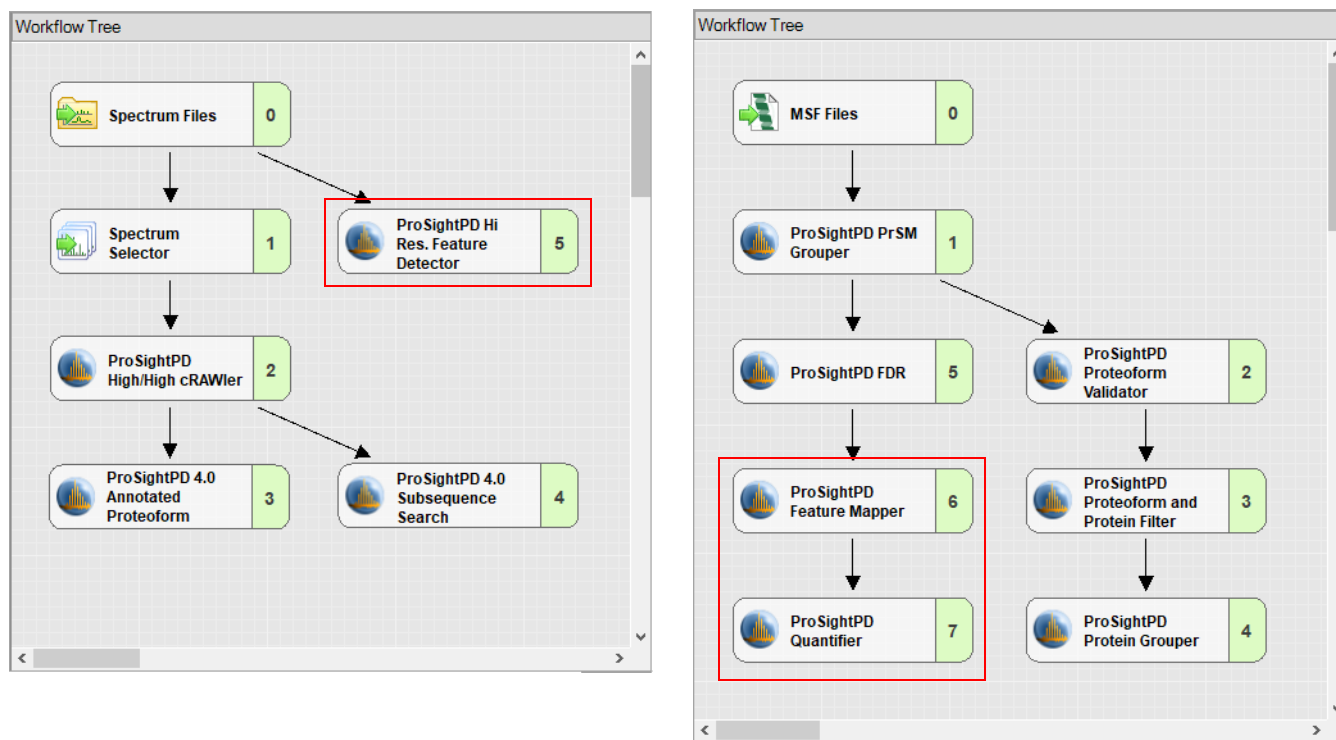 Workflow Tree
Spectrum Files
0
Spectrum
Selector
1
ProSightPD Hi
Res. Feature
Detector
5
ProSightPD
High/High cRAWler
2
ProSightPD 4.0
Annotated
Proteoform
3
ProSightPD 4.0
Subsequence
Search
4
Workflow Tree
MSF Files
0
ProSightPD PrSM
Grouper
1
ProSightPD FDR
5
ProSightPD
Proteoform
Validator
2
ProSightPD
Feature Mapper
6
ProSightPD
Proteoform and
Protein Filter
3
ProSightPD
Quantifier
7
ProSightPD
Protein Grouper
4